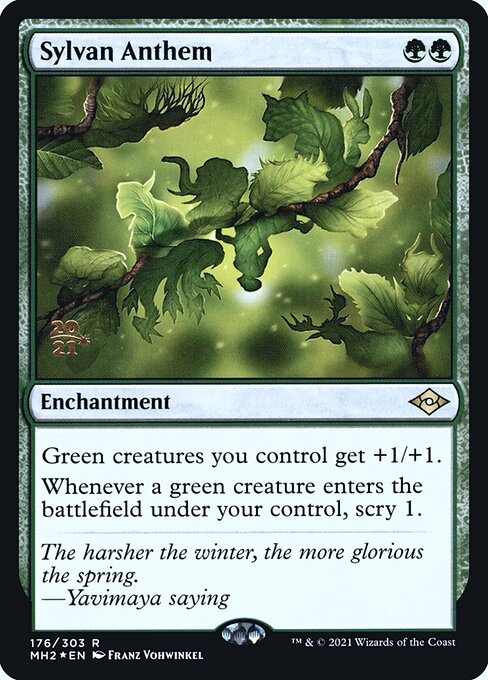 Sylvan Anthem
20
21
Enchantment
Green creatures you control get +1/+1.
Whenever a green creature enters the
battlefield under your control, scry 1.
The harsher the winter, the more glorious
the spring.
—Yavimaya saying
176/303 R
MH2 ★ EN Franz Vohwinkel
™ & © 2021 Wizards of the Coast